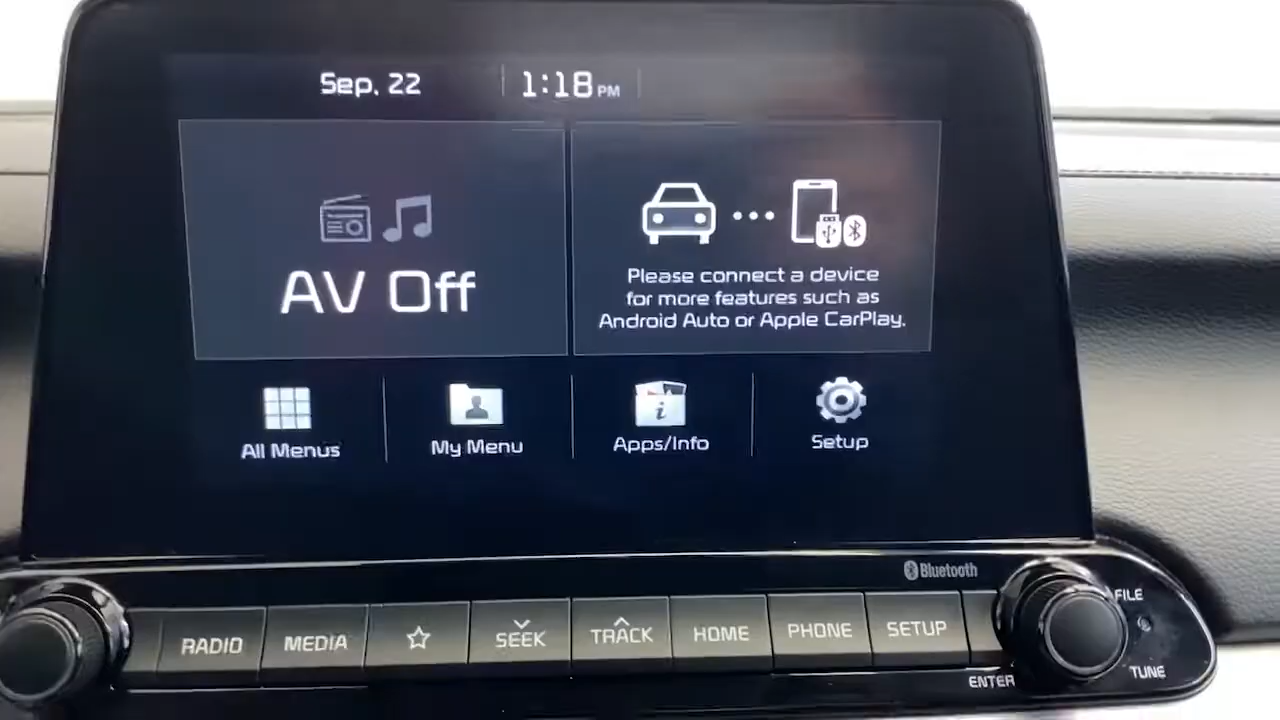 Sep. 22
1:18 PM
AV Off
Please connect a device
for more features such as
Android Auto or Apple CarPlay.
All Menus
My Menu
Apps/Info
Setup
Bluetooth
RADIO
MEDIA
SEEK
TRACK
HOME
PHONE
SETUP
FILE
TUNE
ENTER